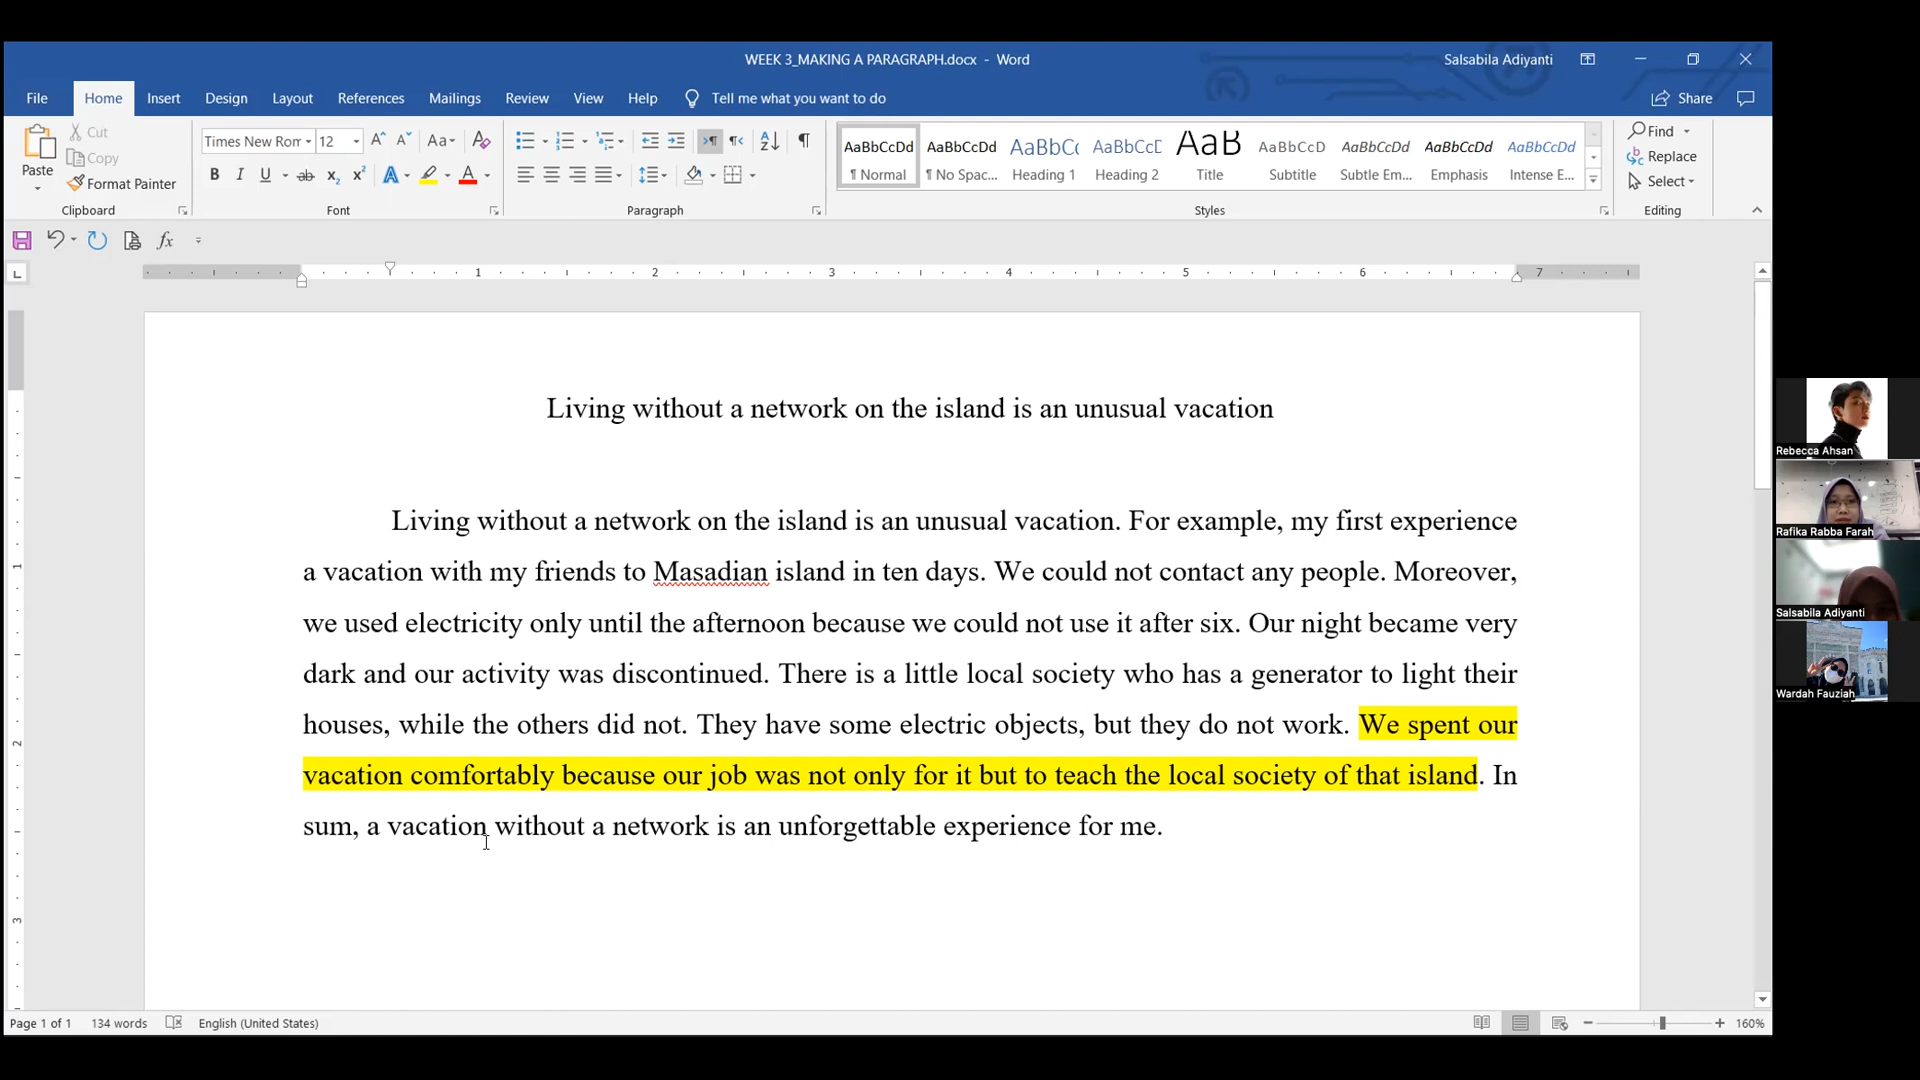 WEEK 3_MAKING A PARAGRAPH.docx - Word
Salsabila Adiyanti
File Home Insert Design Layout References Mailings Review View Help Tell me what you want to do
Share
Paste
Cut
Copy
Format Painter
Clipboard
Times New Rom 12
Font
Paragraph
AaBbCcDd AaBbCcDd AaBbCc AaBbCcD AaB AaBbCcD AaBbCcDd AaBbCcDd AaBbCcDd
¶ Normal ¶ No Spac... Heading 1 Heading 2 Title Subtitle Subtle Em... Emphasis Intense E...
Styles
Find
Replace
Select
Editing
1 2 3 4 5 6 7
Living without a network on the island is an unusual vacation
Living without a network on the island is an unusual vacation. For example, my first experience
a vacation with my friends to Masadian island in ten days. We could not contact any people. Moreover,
we used electricity only until the afternoon because we could not use it after six. Our night became very
dark and our activity was discontinued. There is a little local society who has a generator to light their
houses, while the others did not. They have some electric objects, but they do not work. We spent our
vacation comfortably because our job was not only for it but to teach the local society of that island. In
sum, a vacation without a network is an unforgettable experience for me.
Rebecca Ahsan
Rafika Rabba Farah
Salsabila Adiyanti
Wardah Fauziah
Page 1 of 1 134 words English (United States)
160%